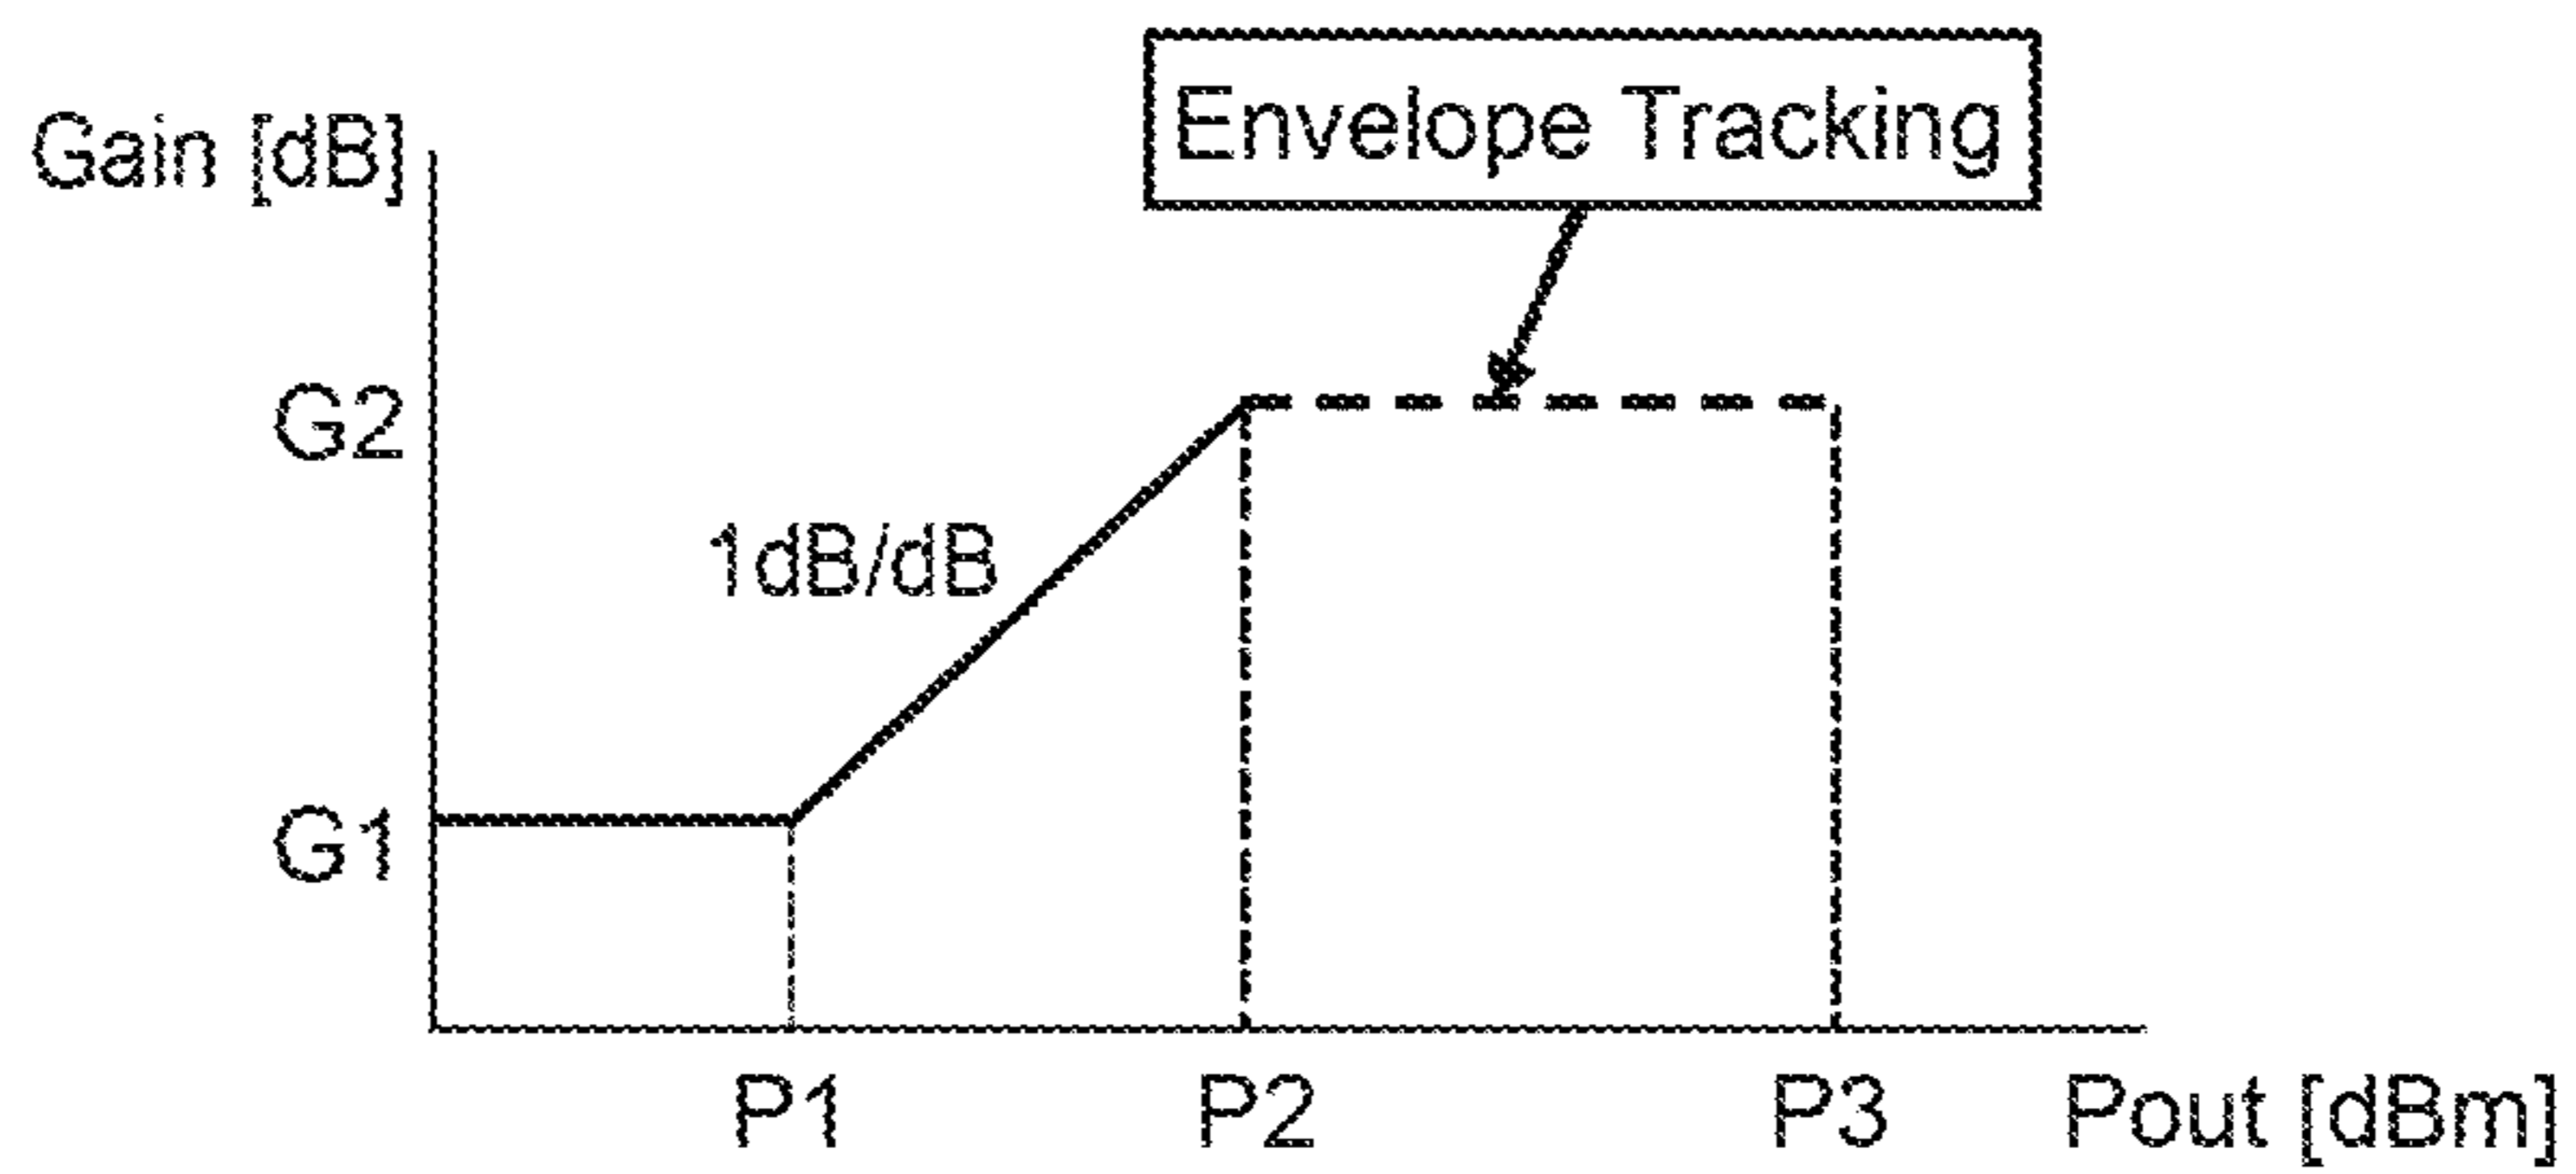 Envelope Tracking
Gain [dB]
G2
1dB/dB
G1
P1
P2
P3
Pout [dBm]